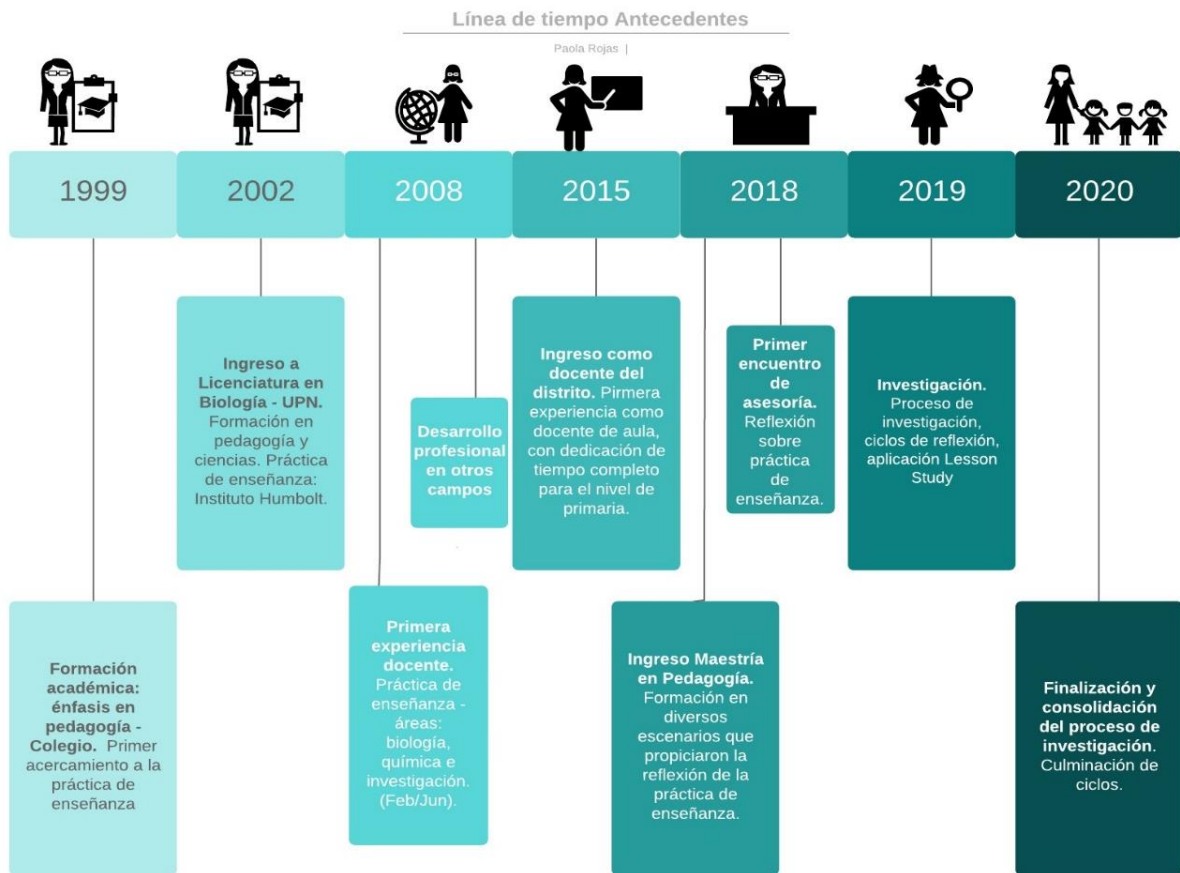 Línea de tiempo Antecedentes
Paola Rojas |
1999
2002
2008
2015
2018
2019
2020
Ingreso a
Licenciatura en
Biología - UPN.
Formación en
pedagogía y
ciencias. Práctica
de enseñanza:
Instituto Humbolt.
Desarrollo
profesional
en otros
campos
Ingreso como
docente del
distrito. Pirmera
experiencia como
docente de aula,
con dedicación de
tiempo completo
para el nivel de
primaria.
Primer
encuentro
de
asesoría.
Reflexión
sobre
práctica
de
enseñanza.
Investigación.
Proceso de
investigación,
ciclos de reflexión,
aplicación Lesson
Study
Formación
académica:
énfasis en
pedagogía -
Colegio. Primer
acercamiento a la
práctica de
enseñanza
Primera
experiencia
docente.
Práctica de
enseñanza -
áreas:
biología,
química e
investigación.
(Feb/Jun).
Ingreso Maestría
en Pedagogía.
Formación en
diversos
escenarios que
propiciaron la
reflexión de la
práctica de
enseñanza.
Finalización y
consolidación
del proceso de
investigación.
Culminación de
ciclos.